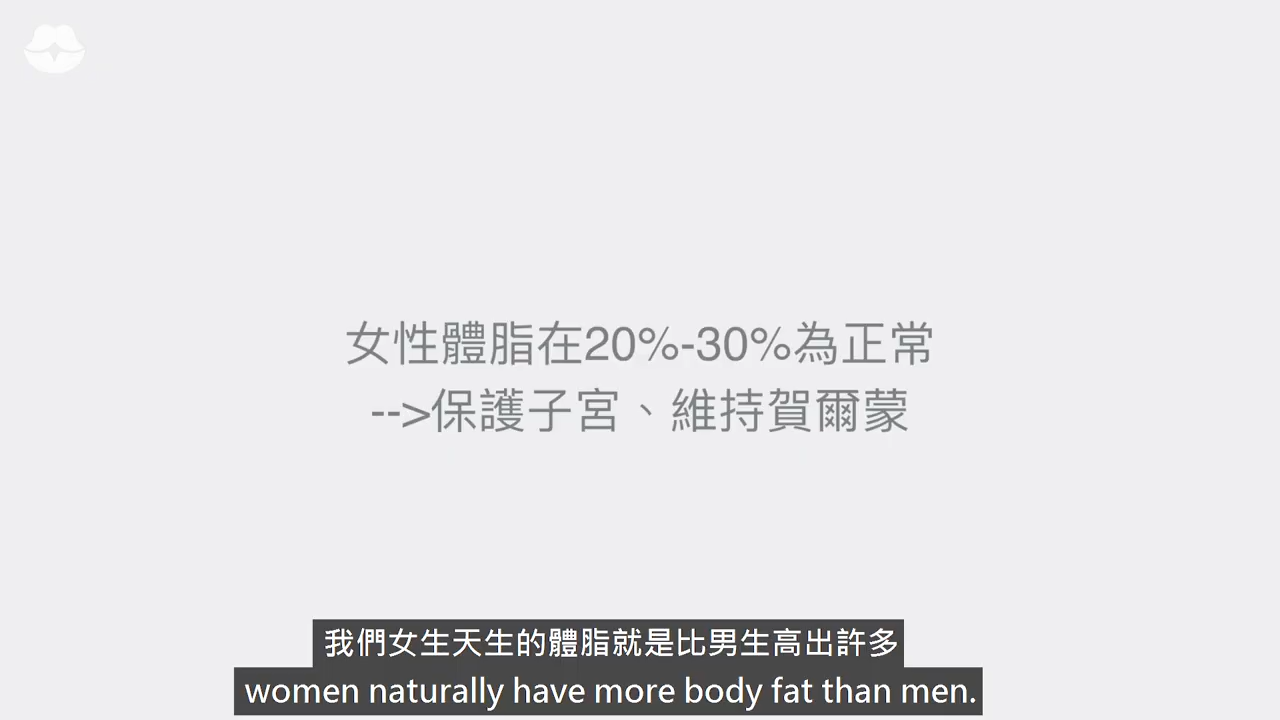 女性體脂在20%-30%為正常
-->保護子宮、維持賀爾蒙
我們女生天生的體脂就是比男生高出許多
women naturally have more body fat than men.